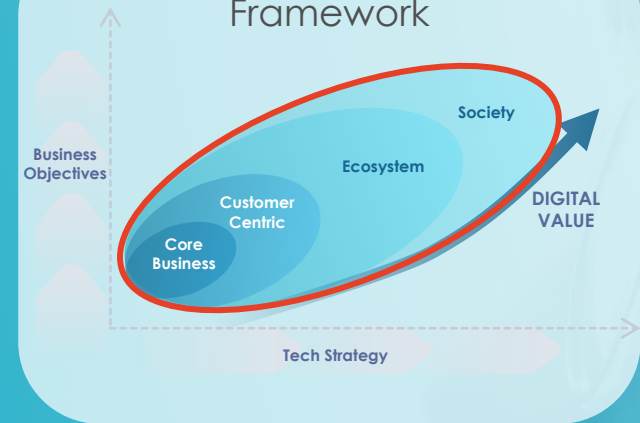 Framework
Society
Ecosystem
Business
Objectives
Customer
Centric
DIGITAL
VALUE
Core
Business
Tech Strategy